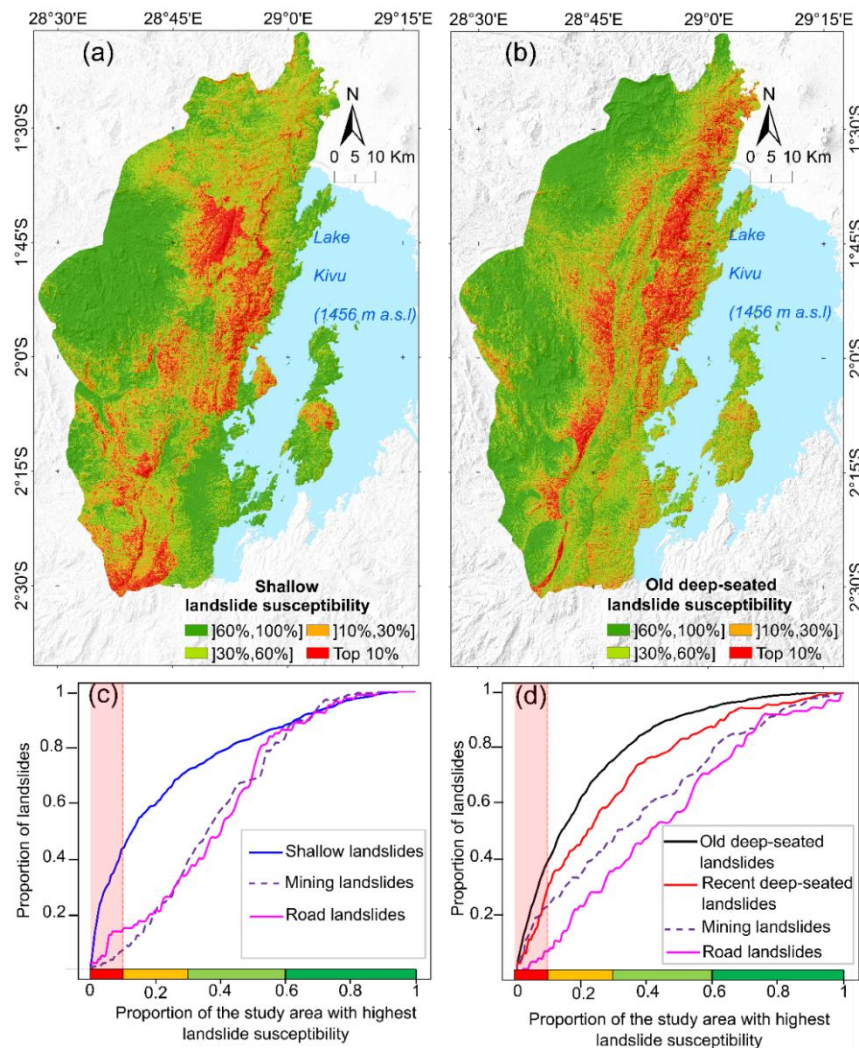 28°30'E 28°45'E 29°0'E 28°30'E 28°45'E 29°0'E 29°15'E
(a)
(b)
N
N
0 5 10 Km
0 5 10 Km
1°30'S
1°45'S
2°0'S
2°15'S
2°30'S
1°30'S
1°45'S
2°0'S
2°15'S
2°30'S
Lake
Kivu
(1456 m a.s.l)
Lake
Kivu
(1456 m a.s.l)
Shallow
landslide susceptibility
]60%,100%] ]10%,30%]
]30%,60%] Top 10%
Old deep-seated
landslide susceptibility
]60%,100%] ]10%,30%]
]30%,60%] Top 10%
(c)
Proportion of landslides
1
0.8
0.6
0.4
0.2
Shallow landslides
Mining landslides
Road landslides
0 0.2 0.4 0.6 0.8 1
Proportion of the study area with highest
landslide susceptibility
(d)
Proportion of landslides
1
0.8
0.6
0.4
0.2
Old deep-seated
landslides
Recent deep-seated
landslides
Mining landslides
Road landslides
0 0.2 0.4 0.6 0.8 1
Proportion of the study area with highest
landslide susceptibility